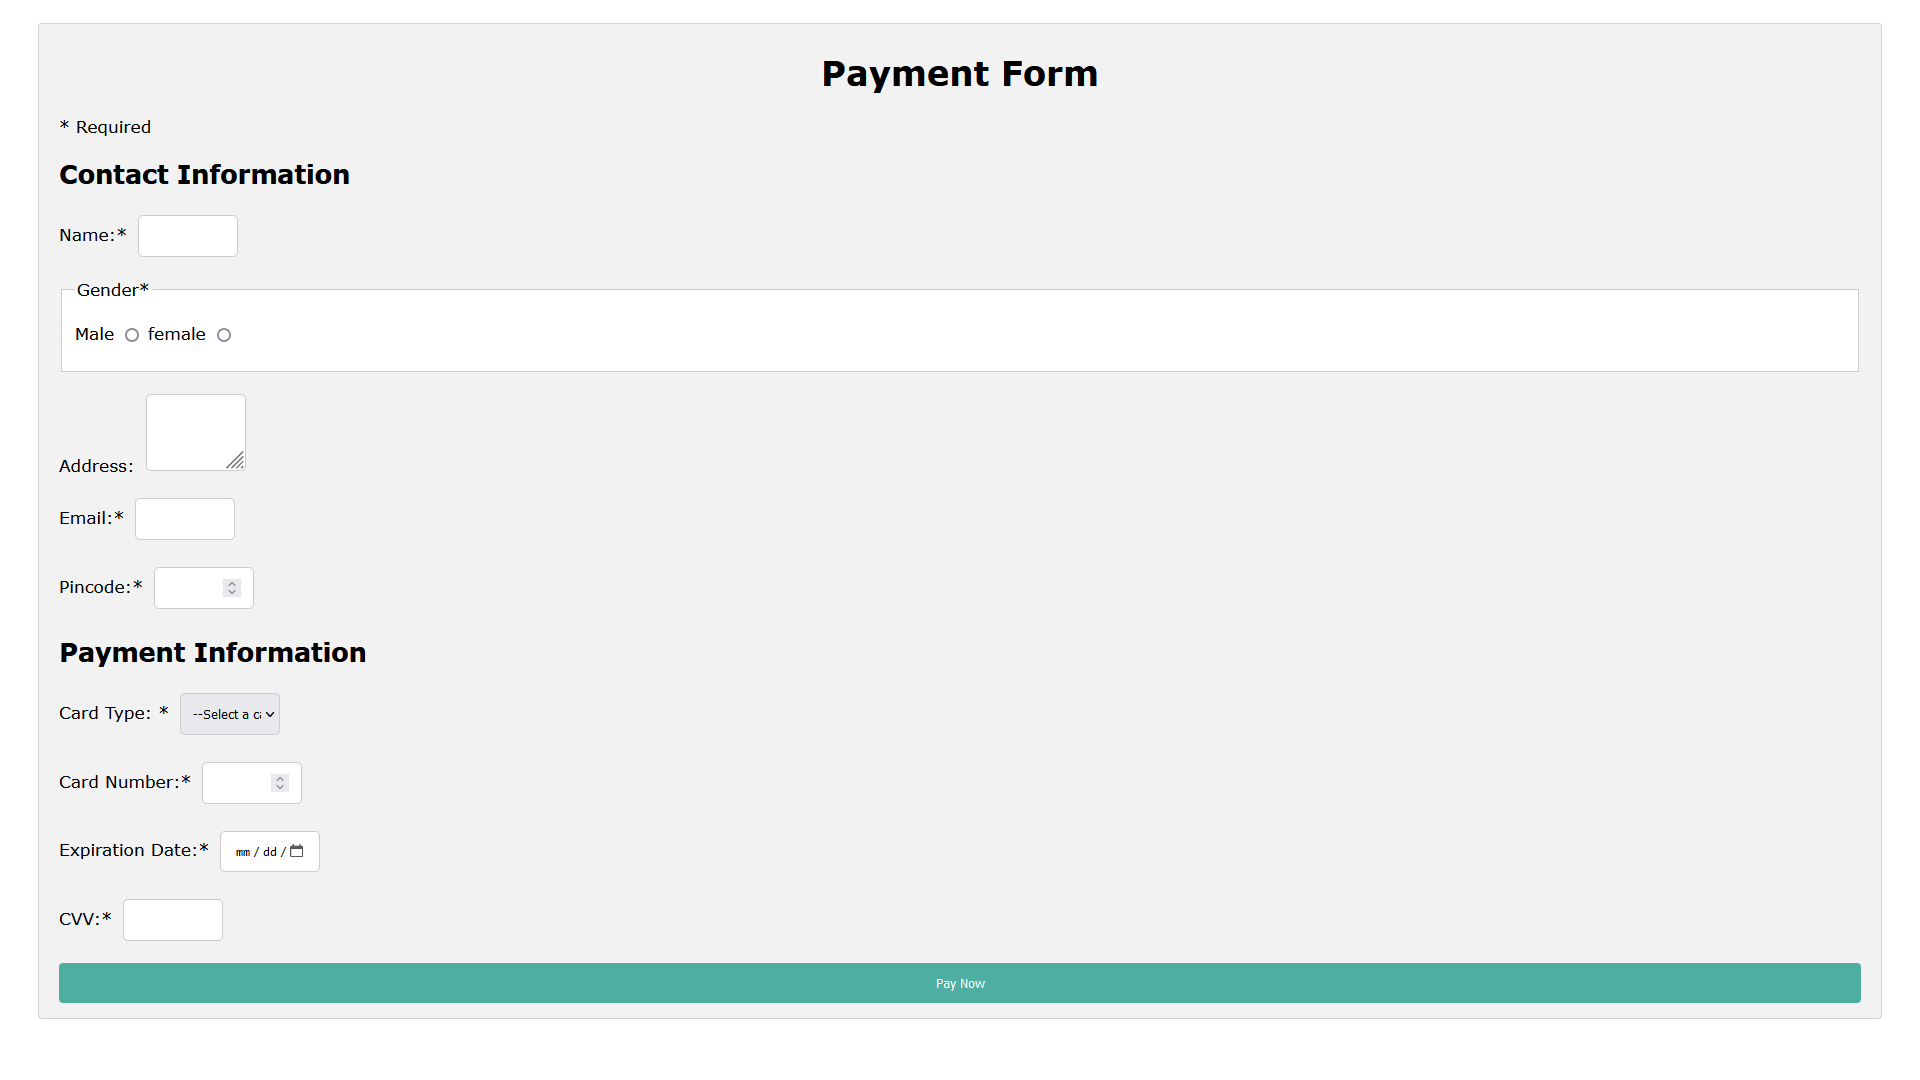 Payment Form
* Required
Contact Information
Name:*
Gender*
Male female
Address:
Email:*
Pincode:*
Payment Information
Card Type: * --Select a ca
Card Number:*
Expiration Date:* mm / dd /
CVV:*
Pay Now